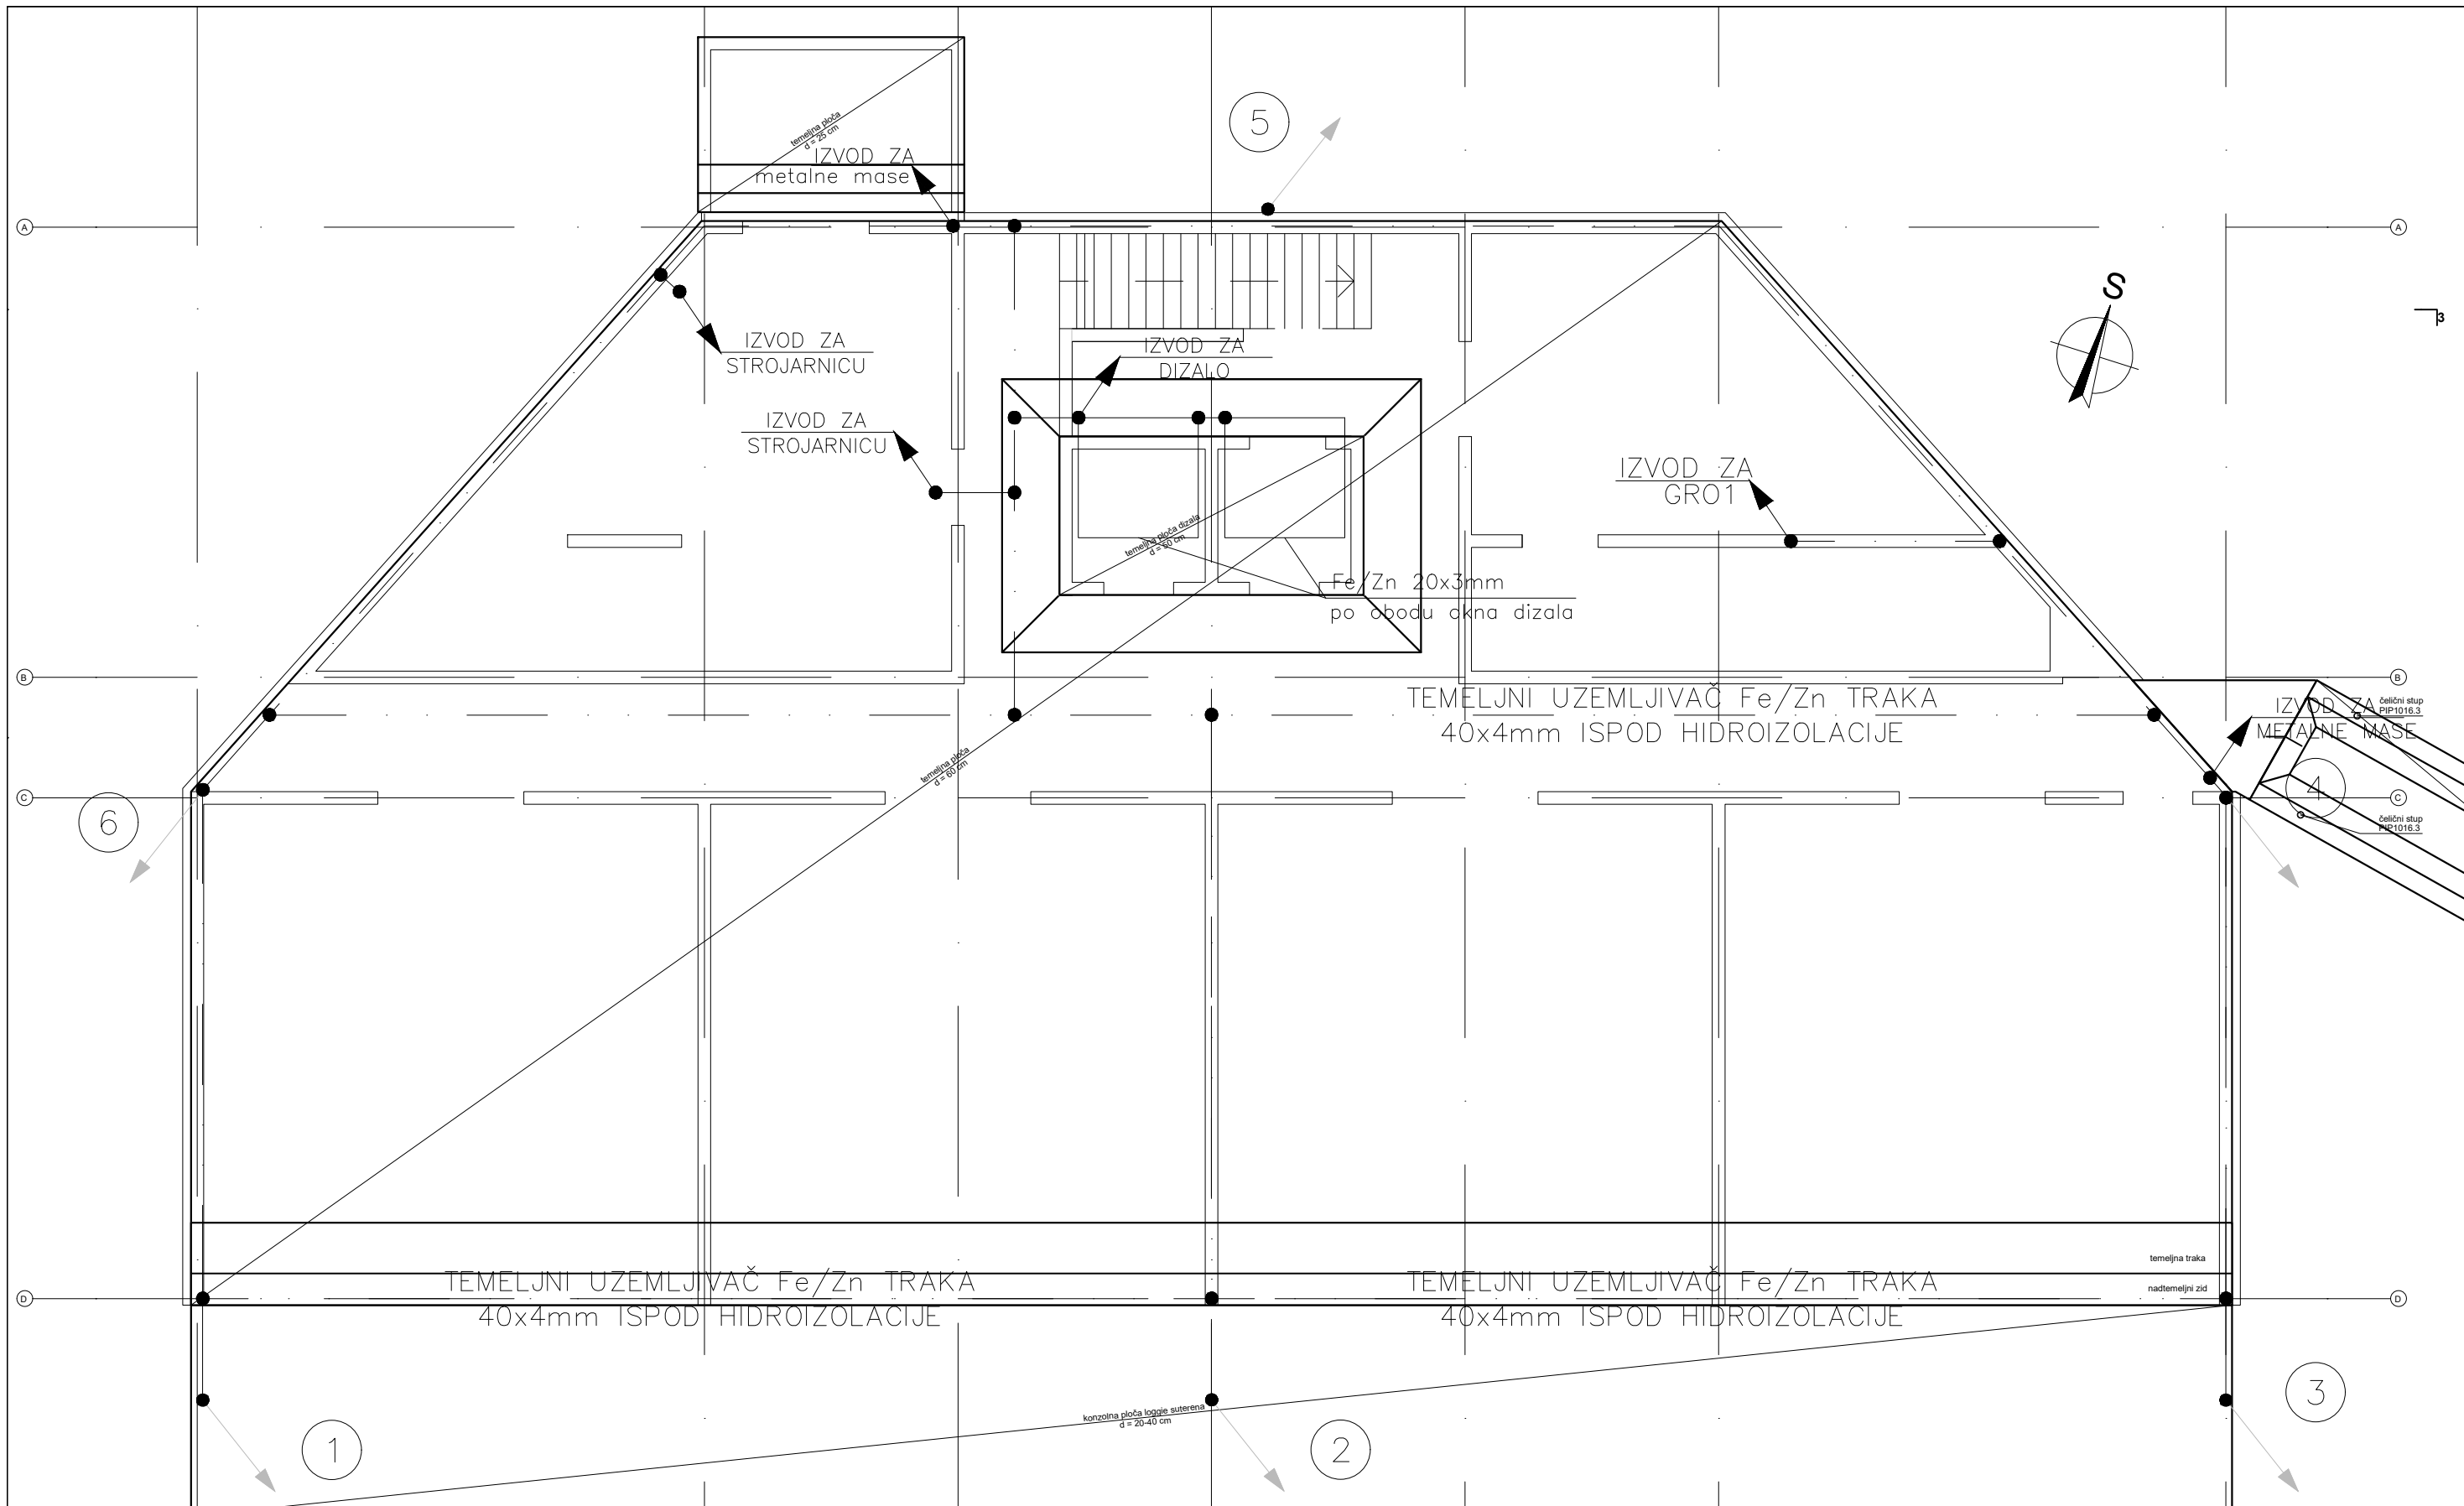 temeljna ploča
d = 25 cm
IZVOD ZA
metalne mase
5
A
A
S
3
IZVOD ZA
STROJARNICU
IZVOD ZA
DIZALO
IZVOD ZA
STROJARNICU
IZVOD ZA
GRO1
temeljna ploča dizala
d = 50 cm
Fe/Zn 20x3mm
po obodu okna dizala
B
B
TEMELJNI UZEMLJIVAČ Fe/Zn TRAKA
40x4mm ISPOD HIDROIZOLACIJE
IZVOD ZA
METALNE MASE
čelični stup
PIP1016.3
temeljna ploča
d = 60 cm
4
C
C
6
čelični stup
PIP1016.3
temeljna traka
TEMELJNI UZEMLJIVAČ Fe/Zn TRAKA
40x4mm ISPOD HIDROIZOLACIJE
TEMELJNI UZEMLJIVAČ Fe/Zn TRAKA
40x4mm ISPOD HIDROIZOLACIJE
nadtemeljni zid
D
D
konzolna ploča loggie suterena
d = 20-40 cm
1
2
3